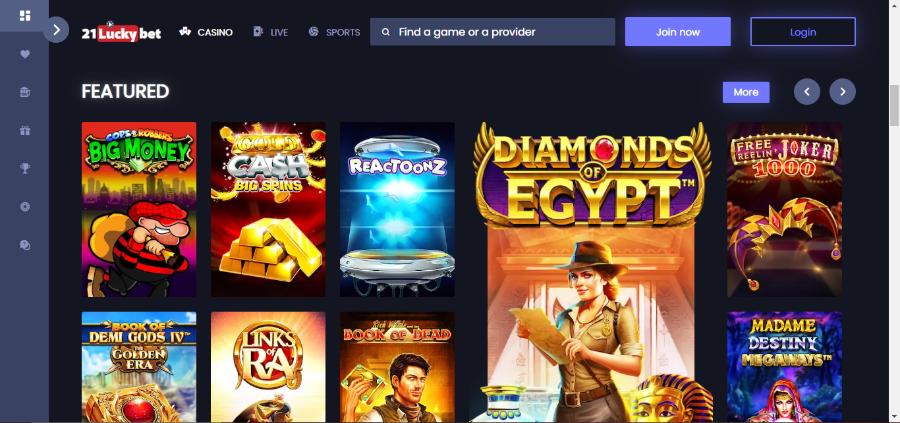 21 Lucky bet
CASINO
LIVE
SPORTS
Find a game or a provider
Join now
Login
FEATURED
More
COPS 'N' ROBBERS
BIG MONEY
GOLD
CASH
BIG SPINS
REACTOONZ
DIAMONDS
OF
EGYPT™
FREE
REELIN JOKER
1000
BOOK OF
DEMI GODS IV™
THE
GOLDEN
ERA
LINKS
OF
RA
Rich Wilde and the
BOOK OF DEAD
MADAME
DESTINY
MEGAWAYS™